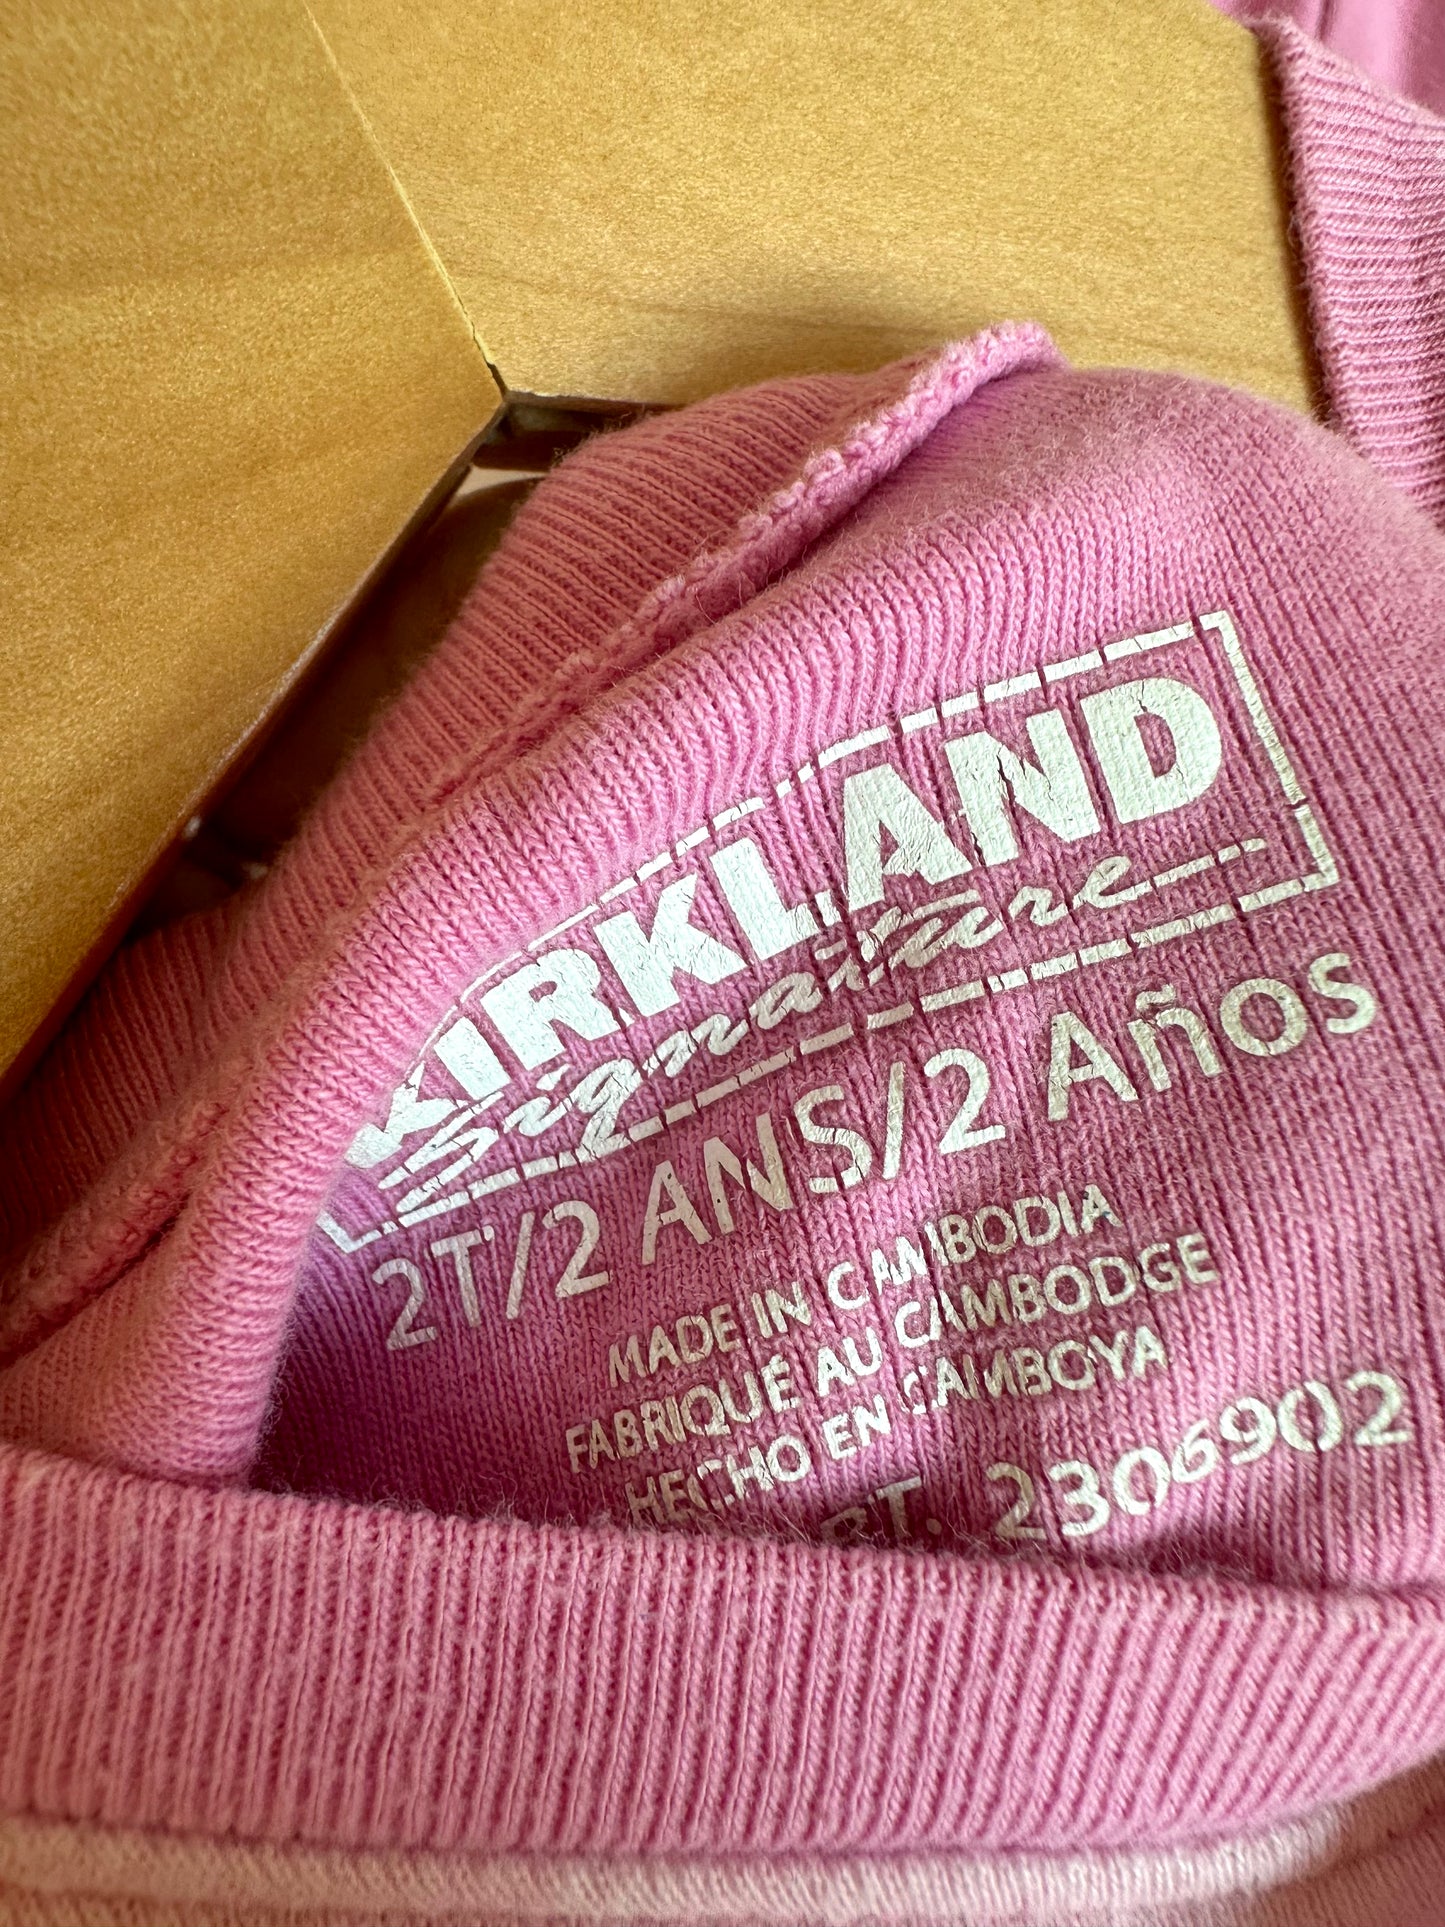 KIRKLAND
Signature
2T/2 ANS/2 Años
MADE IN CAMBODIA
FABRIQUÉ AU CAMBODGE
HECHO EN CAMBOYA
2306902